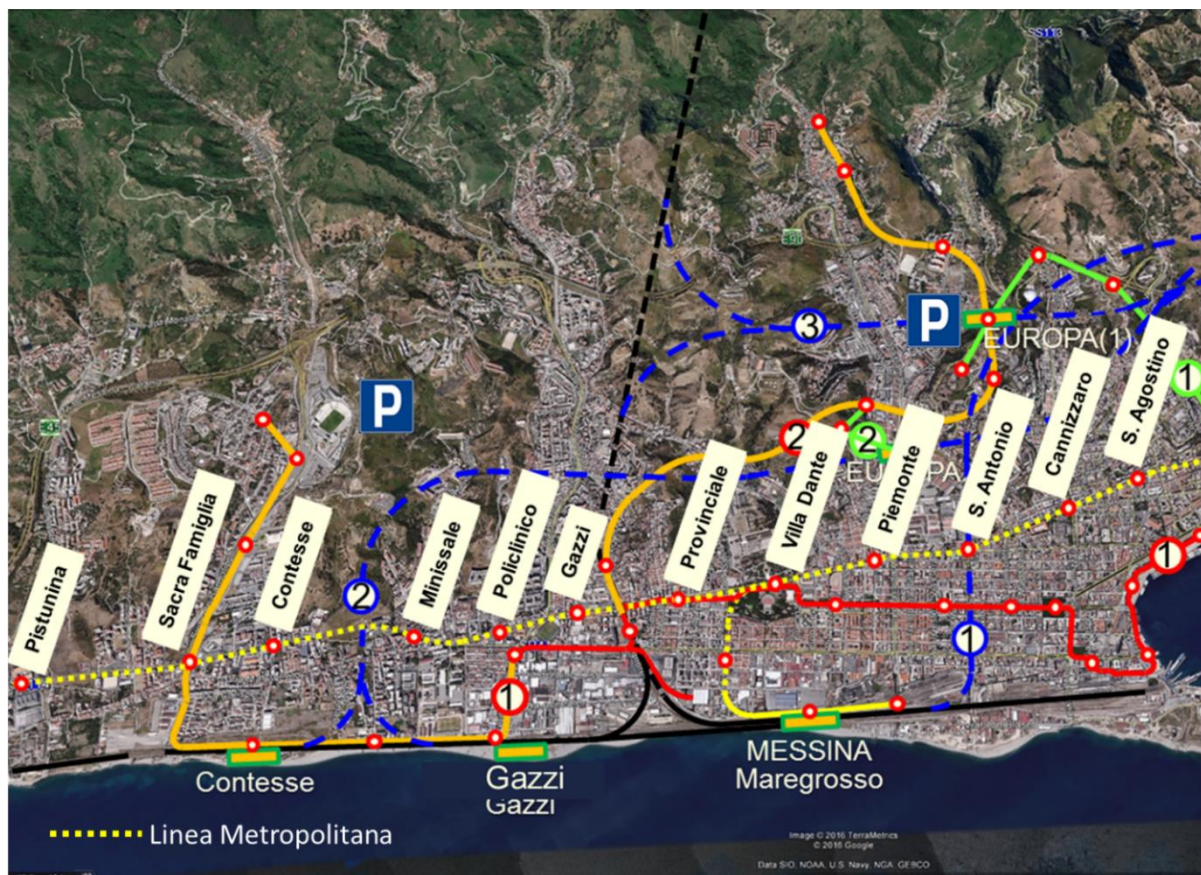 SS113
E90
P
3
EUROPA(1)
P
S. Agostino
1
Cannizzaro
S. Antonio
Piemonte
Villa Dante
2
2
Provinciale
Gazzi
Policlinico
Minissale
Contesse
Sacra Famiglia
Pistunina
2
1
1
1
Contesse
Gazzi
Gazzi
MESSINA
Maregrosso
Linea Metropolitana
Image © 2016 TerraMetrics
© 2016 Google
Data SIO, NOAA, U.S. Navy, NGA, GEBCO